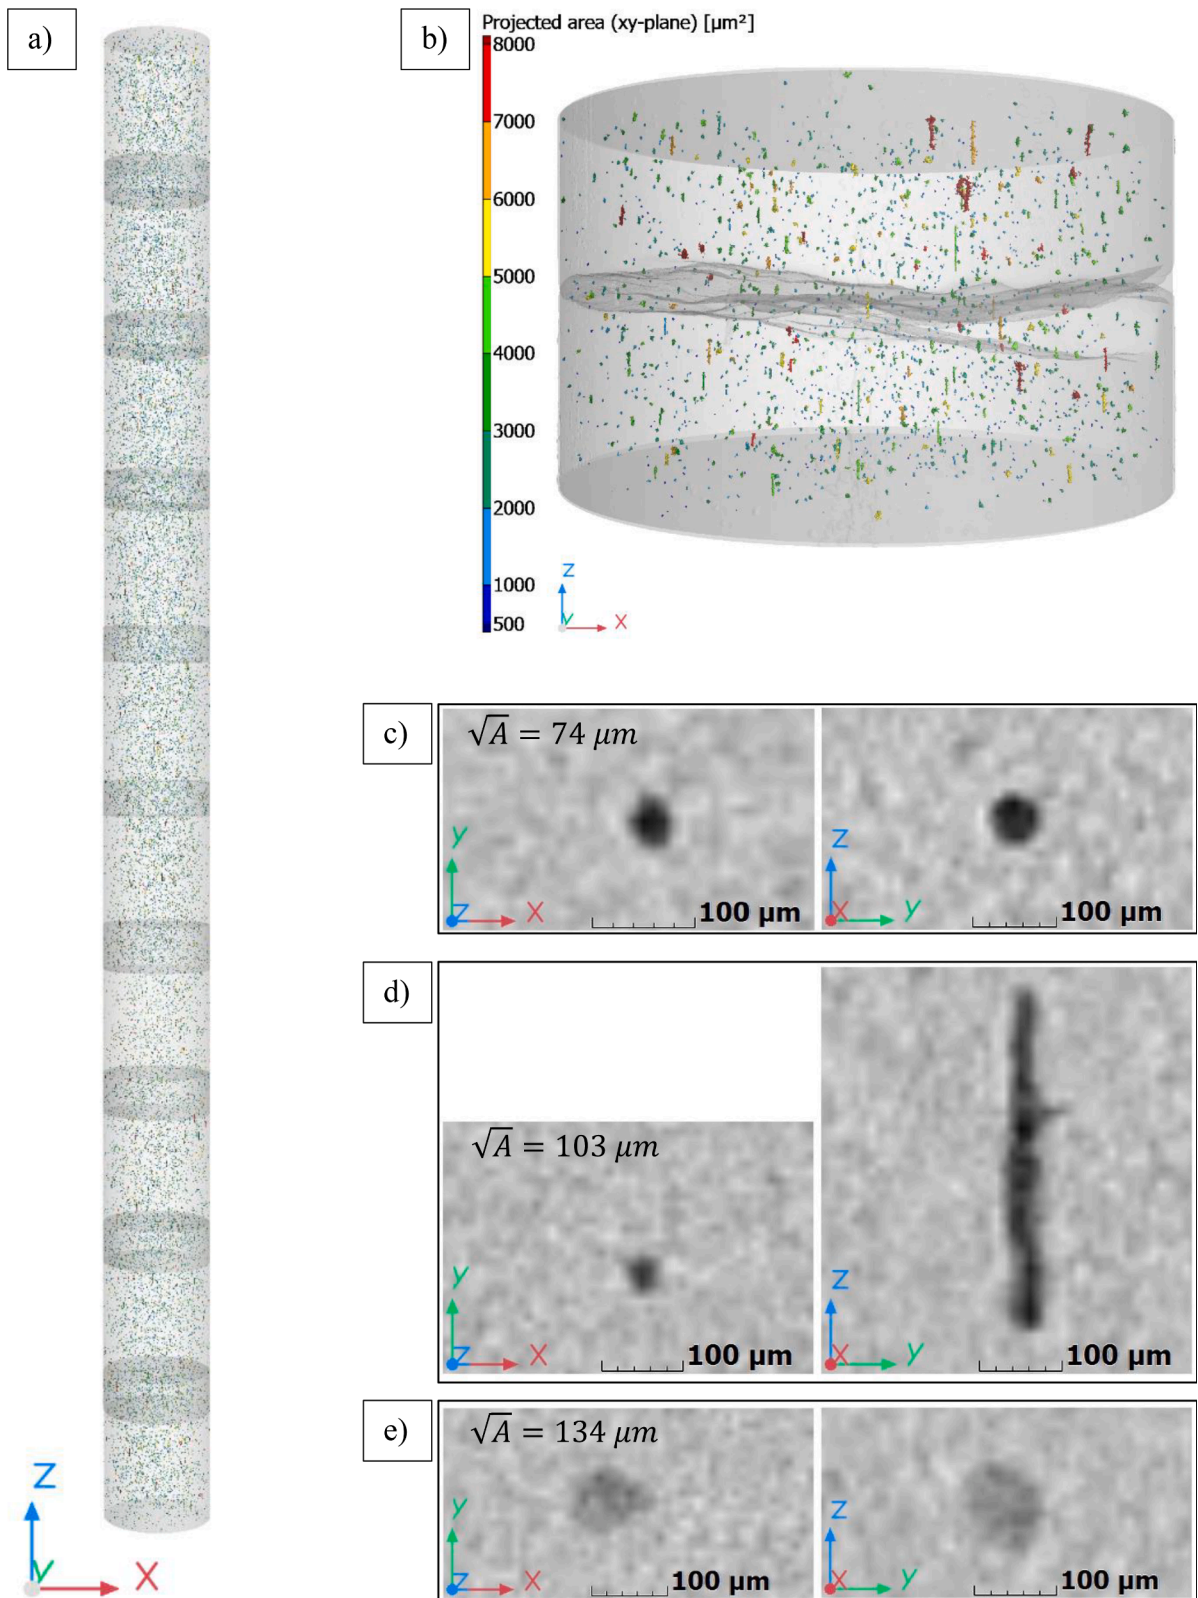 a)
b)
Projected area (xy-plane) [µm²]
8000
7000
6000
5000
4000
3000
2000
1000
500
Z
Y
X
c)
√A = 74 μm
Y
Z
X
100 µm
Z
X
Y
100 µm
d)
√A = 103 μm
Y
Z
X
100 µm
Z
X
Y
100 µm
e)
√A = 134 μm
Y
Z
X
100 µm
Z
X
Y
100 µm
Z
Y
X